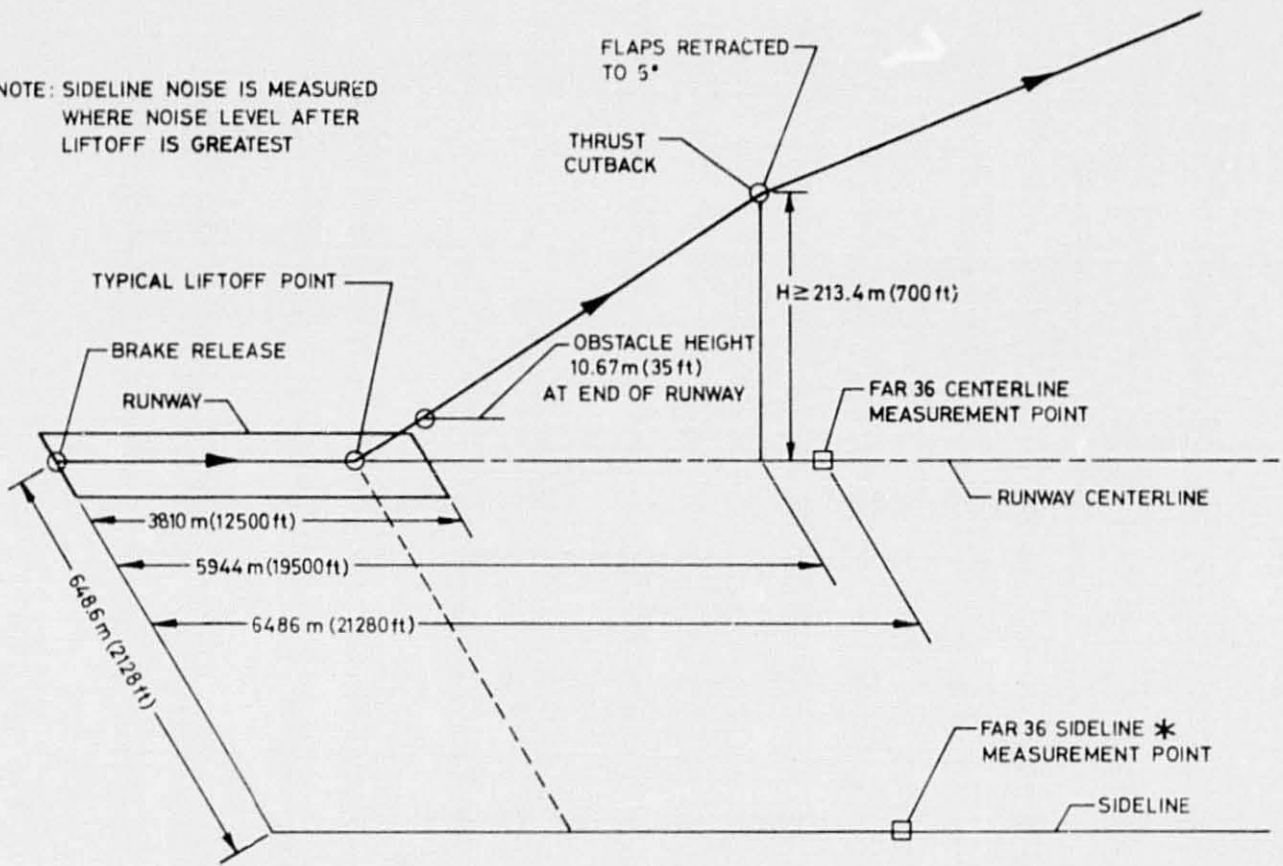 NOTE: SIDELINE NOISE IS MEASURED
WHERE NOISE LEVEL AFTER
LIFTOFF IS GREATEST
FLAPS RETRACTED
TO 5°
THRUST
CUTBACK
TYPICAL LIFTOFF POINT
H ≥ 213.4 m (700 ft)
BRAKE RELEASE
OBSTACLE HEIGHT
10.67 m (35 ft)
AT END OF RUNWAY
RUNWAY
FAR 36 CENTERLINE
MEASUREMENT POINT
RUNWAY CENTERLINE
3810 m (12500 ft)
5944 m (19500 ft)
6486 m (21280 ft)
648.6 m (2128 ft)
FAR 36 SIDELINE *
MEASUREMENT POINT
SIDELINE